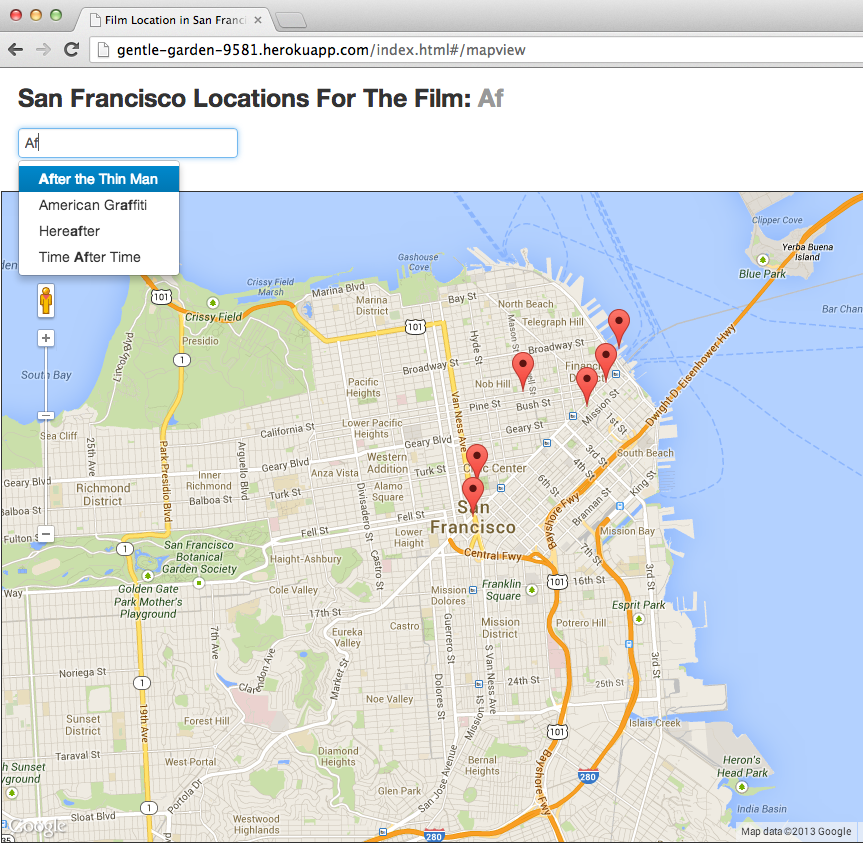 Film Location in San Franci
gentle-garden-9581.herokuapp.com/index.html#/mapview
San Francisco Locations For The Film: Af
Af
After the Thin Man
American Graffiti
Hereafter
Time After Time
Clipper Cove
Yerba Buena
Island
Blue Park
Gashouse
Cove
Crissy Field
Marsh
Marina Blvd
Bay St
101
Crissy Field
Marina
District
North Beach
Telegraph Hill
Bar Chan
Presidio
Lincoln Blvd
101
Hyde St
Mason St
Broadway St
1
Broadway St
Nob Hill
South Bay
Pacific
Heights
Pine St
Bush St
Mission St
1st St
Dwight D. Eisenhower Hwy
Van Ness Ave
Sea Cliff
California St
Lower Pacific
Heights
Geary St
25th Ave
Park Presidio Blvd
Arguello Blvd
Geary Blvd
3rd St
4th St
South Beach
Geary Blvd
Western
Addition
Turk St
Civic Center
Richmond
District
Inner
Richmond
Anza Vista
Turk St
Alamo
Square
6th St
King St
Balboa St
Balboa St
Divisadero St
San
Francisco
Bayshore Fwy
Brannan St
Fulton St
Fell St
Fell St
Lower
Haight
Mission Bay
1
San Francisco
Botanical
Garden Society
Haight-Ashbury
Castro St
Central Fwy
7th St
101
16th St
3rd St
Way
Golden Gate
Park Mother's
Playground
Cole Valley
Mission
Dolores
Franklin
Square
17th St
Esprit Park
7th Ave
Eureka
Valley
Castro
Guerrero St
Mission
District
Potrero Hill
Noriega St
Clarendon Ave
Market St
Dolores St
S Van Ness Ave
3rd St
1
Noe Valley
24th St
25th St
Sunset
District
19th Ave
Forest Hill
Mission St
101
Islais Creek
Taraval St
West Portal
Diamond
Heights
Bernal
Heights
Heron's
Head Park
Sunset
yground
Portola Dr
San Jose Avenue
Bayshore Fwy
280
1
Sloat Blvd
Westwood
Highlands
India Basin
Google
35
280
Map data ©2013 Google